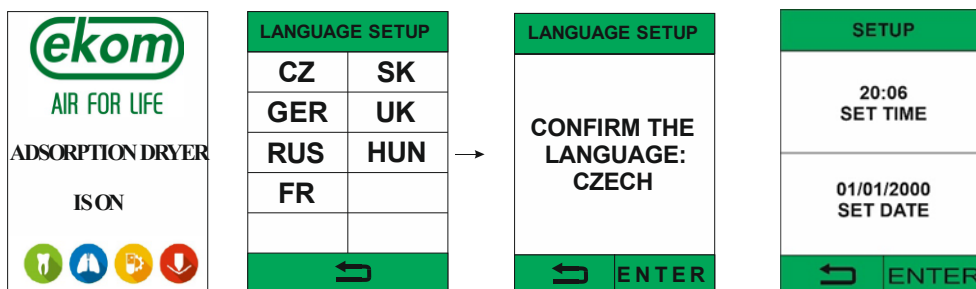 ekom
AIR FOR LIFE
ADSORPTION DRYER
IS ON
LANGUAGE SETUP
CZ SK
GER UK
RUS HUN
FR
LANGUAGE SETUP
CONFIRM THE
LANGUAGE:
CZECH
ENTER
SETUP
20:06
SET TIME
01/01/2000
SET DATE
ENTER